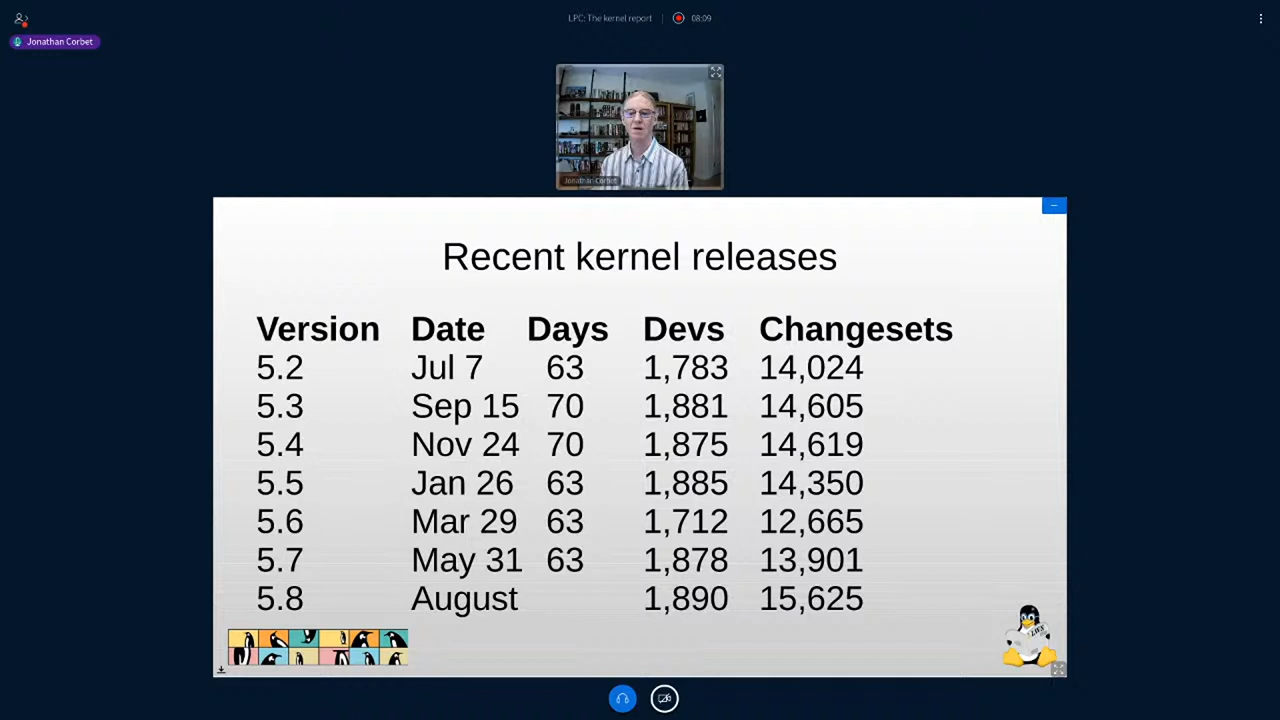 LPC: The kernel report 08:09
Jonathan Corbet
Jonathan Corbet
Recent kernel releases
Version Date Days Devs Changesets
5.2 Jul 7 63 1,783 14,024
5.3 Sep 15 70 1,881 14,605
5.4 Nov 24 70 1,875 14,619
5.5 Jan 26 63 1,885 14,350
5.6 Mar 29 63 1,712 12,665
5.7 May 31 63 1,878 13,901
5.8 August 1,890 15,625